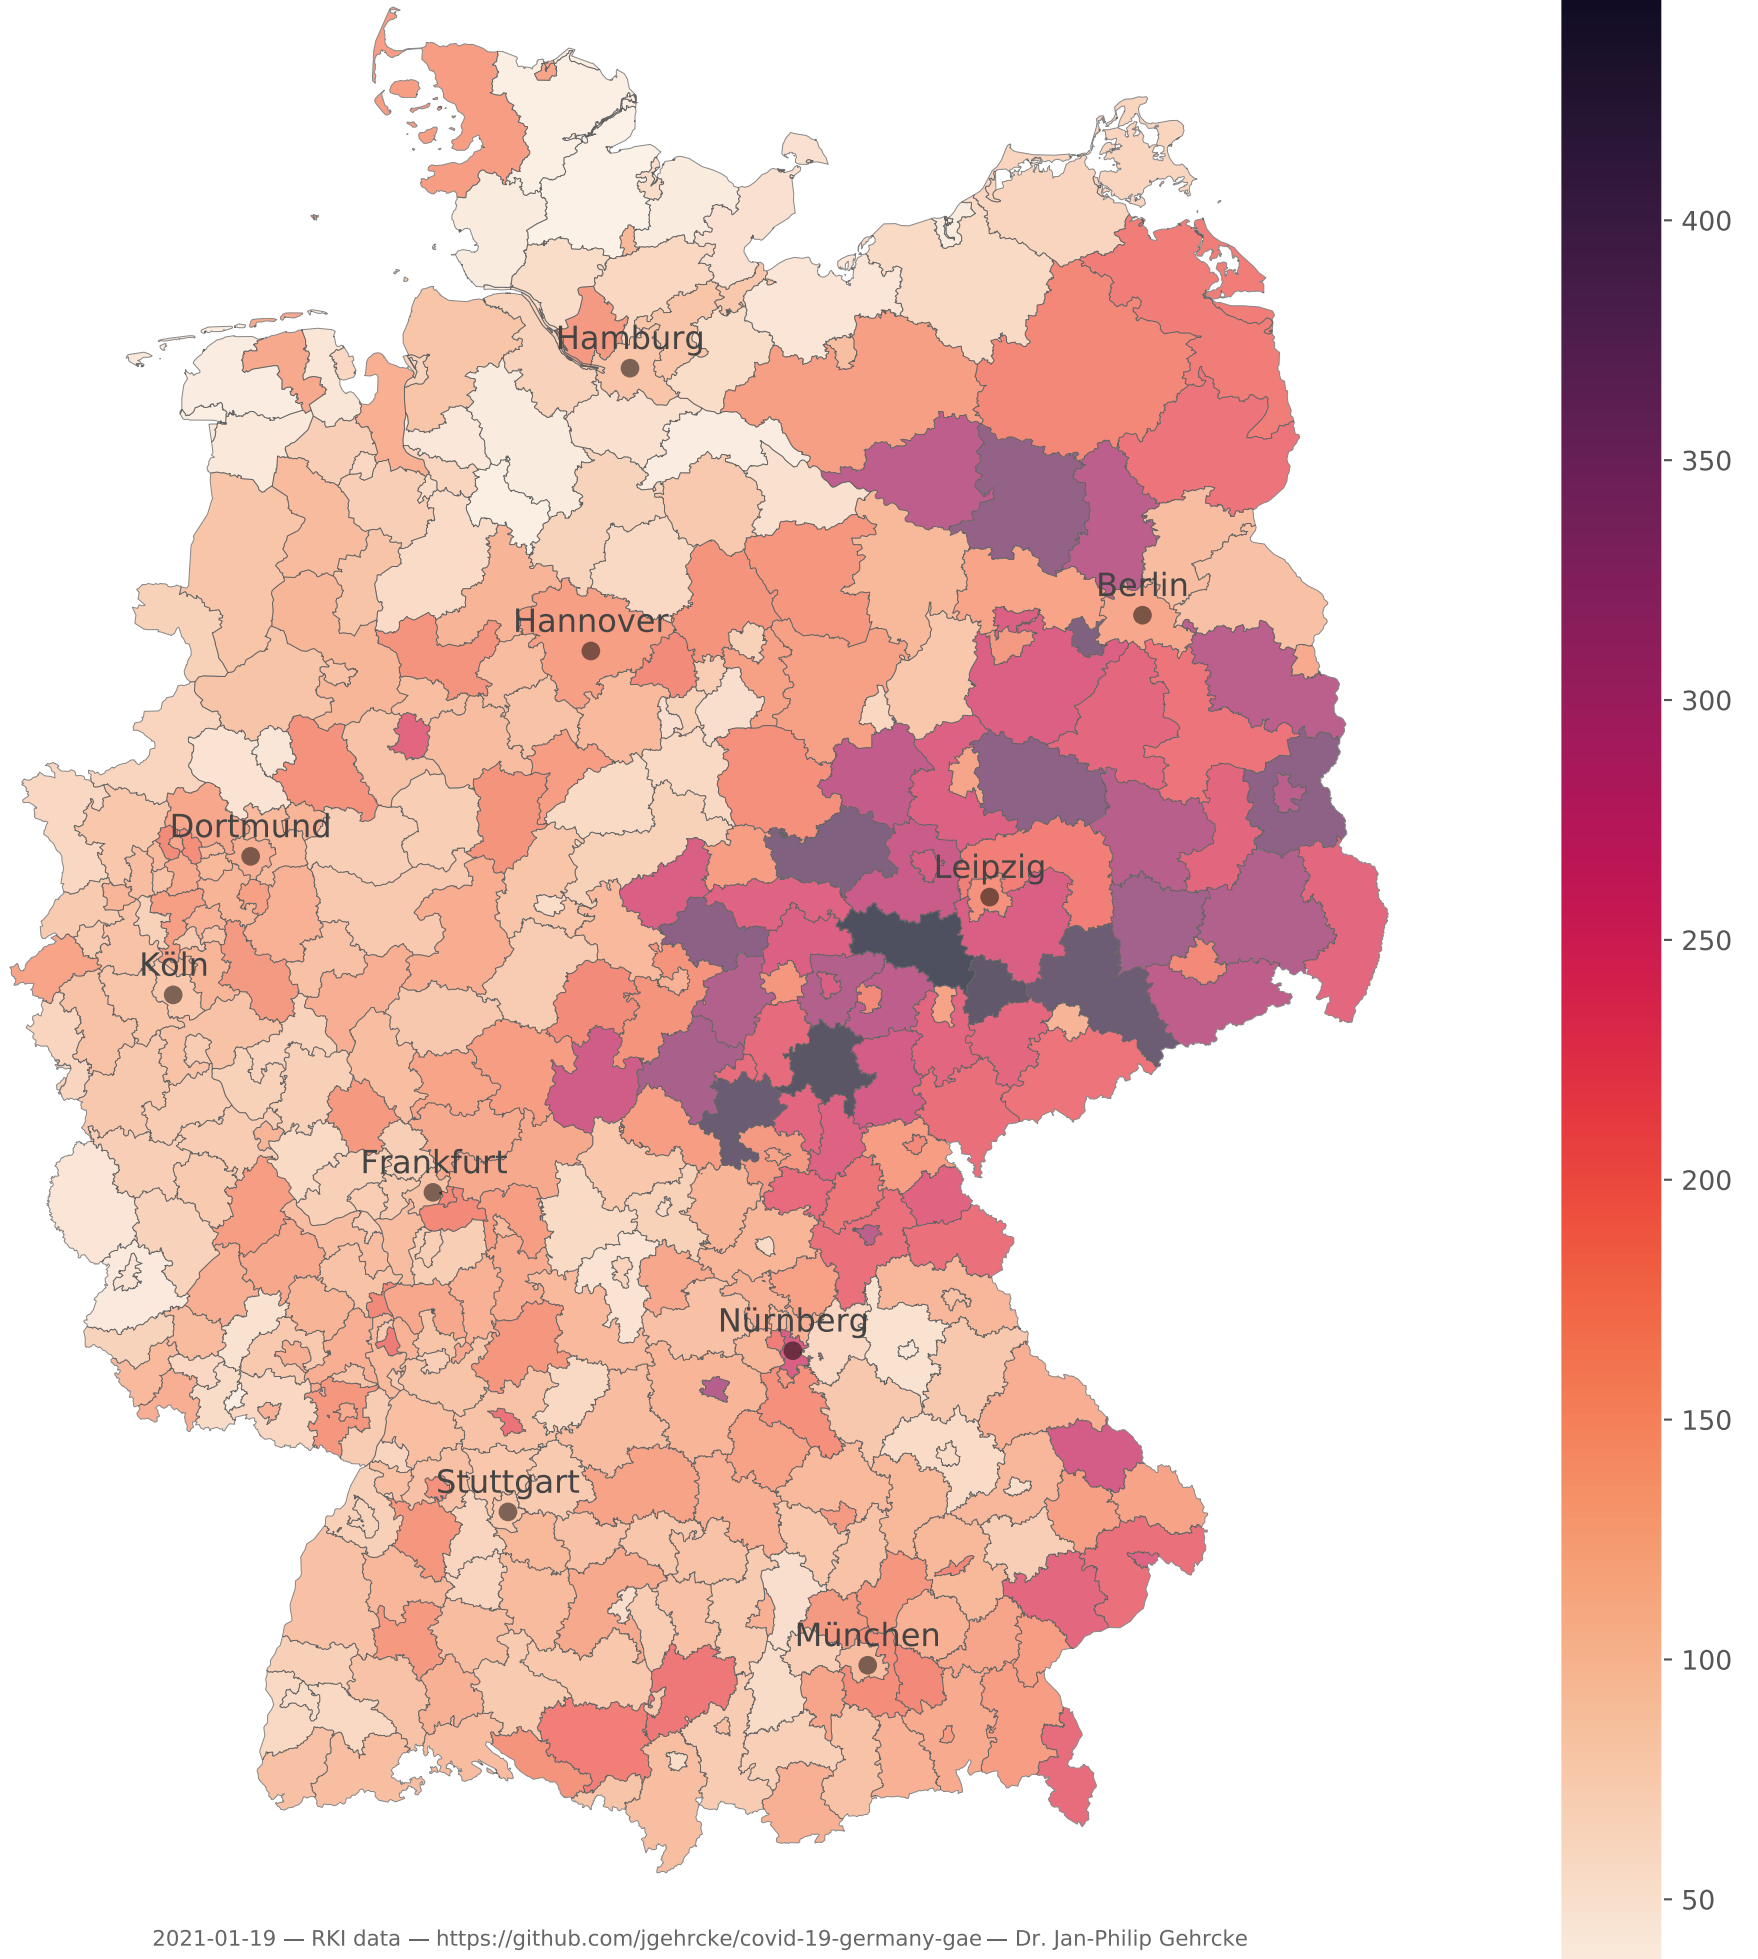 Hamburg
400
350
Berlin
Hannover
300
Dortmund
Leipzig
250
Köln
Frankfurt
200
Nürnberg
150
Stuttgart
München
100
50
2021-01-19 — RKI data — https://github.com/jgehrcke/covid-19-germany-gae — Dr. Jan-Philip Gehrcke